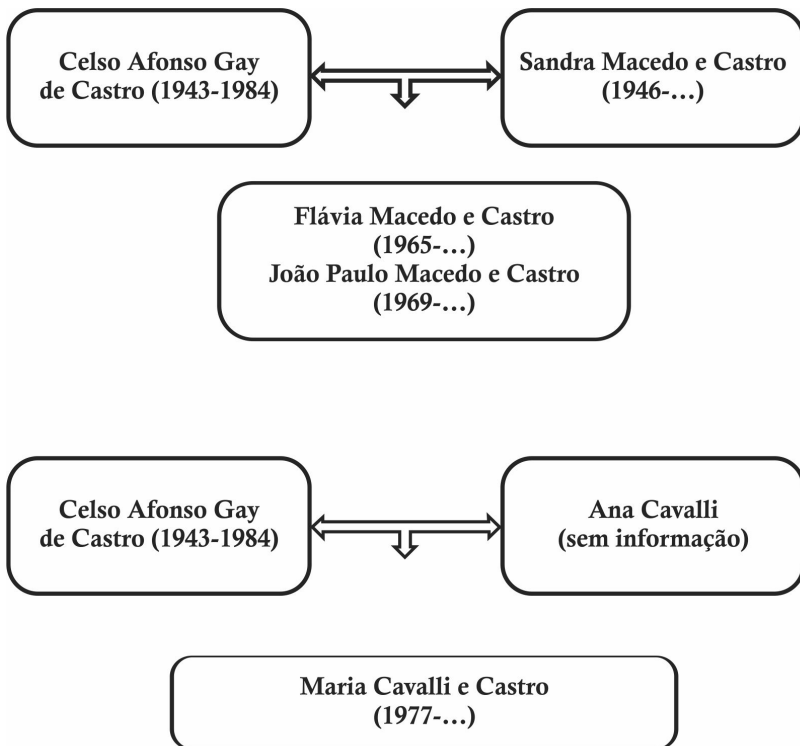 Celso Afonso Gay
de Castro (1943-1984)
Sandra Macedo e Castro
(1946-…)
Flávia Macedo e Castro
(1965-…)
João Paulo Macedo e Castro
(1969-…)
Celso Afonso Gay
de Castro (1943-1984)
Ana Cavalli
(sem informação)
Maria Cavalli e Castro
(1977-…)